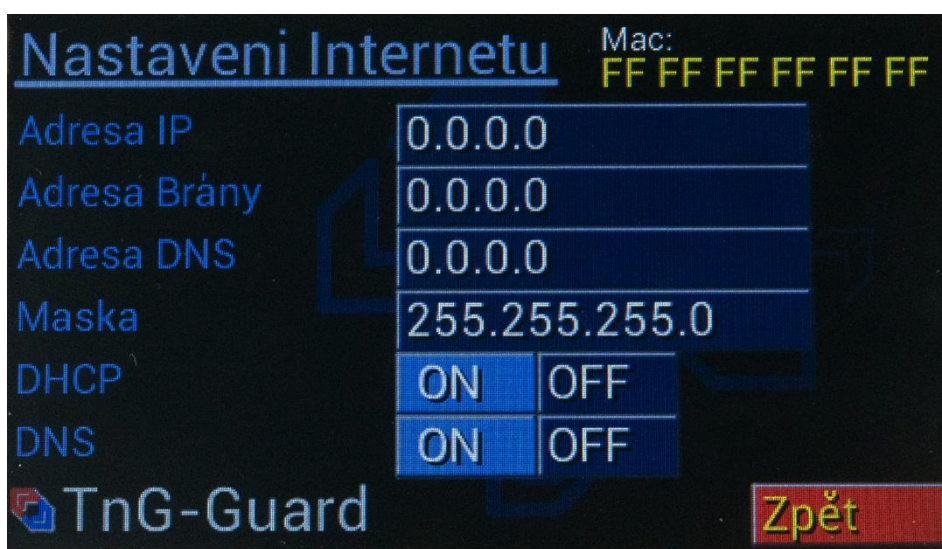 Nastaveni Internetu
Mac:
FF FF FF FF FF FF
Adresa IP 0.0.0.0
Adresa Brány 0.0.0.0
Adresa DNS 0.0.0.0
Maska 255.255.255.0
DHCP ON OFF
DNS ON OFF
TnG-Guard Zpět